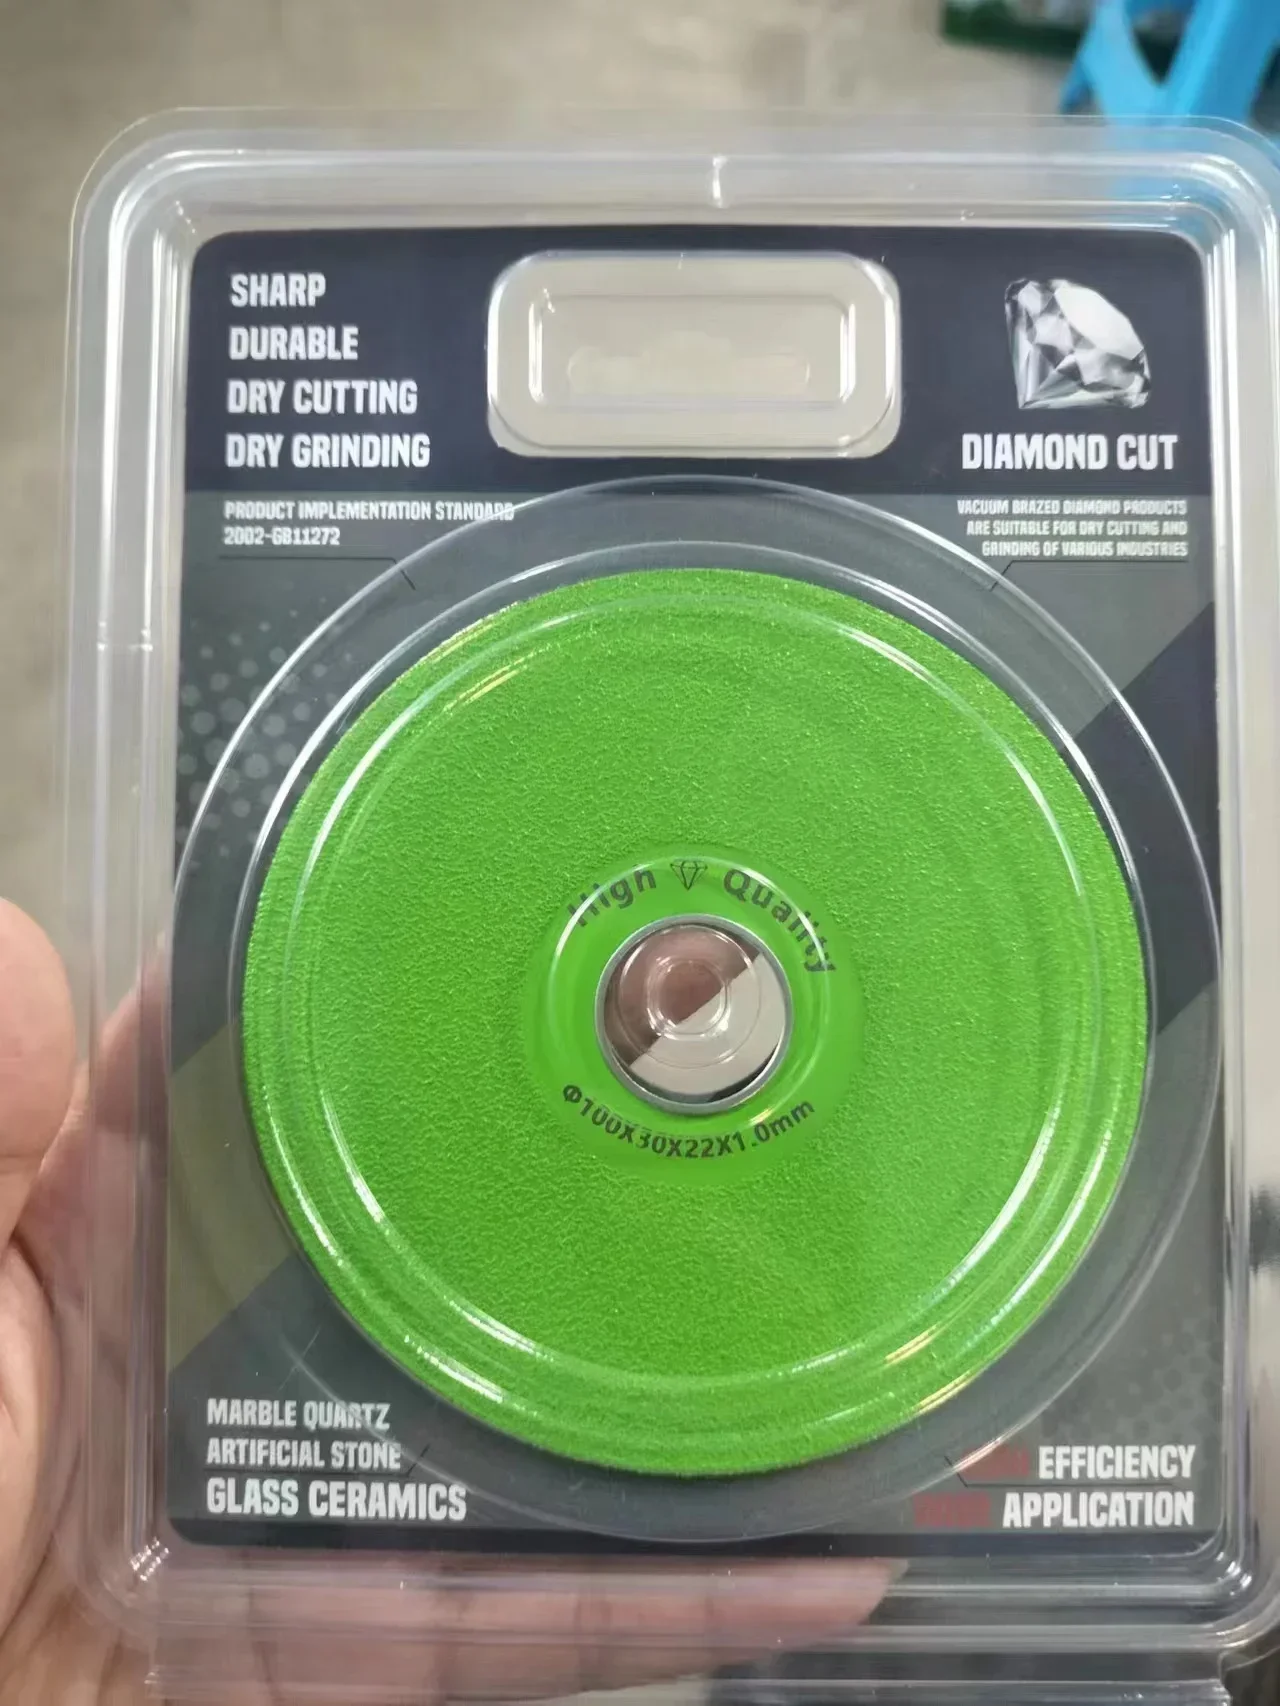 SHARP
DURABLE
DRY CUTTING
DRY GRINDING
DIAMOND CUT
PRODUCT IMPLEMENTATION STANDARD
2002-GB11272
VACUUM BRAZED DIAMOND PRODUCTS
ARE SUITABLE FOR DRY CUTTING AND
GRINDING OF VARIOUS INDUSTRIES
High Quality
Φ100X30X22X1.0mm
MARBLE QUARTZ
ARTIFICIAL STONE
GLASS CERAMICS
EFFICIENCY
APPLICATION